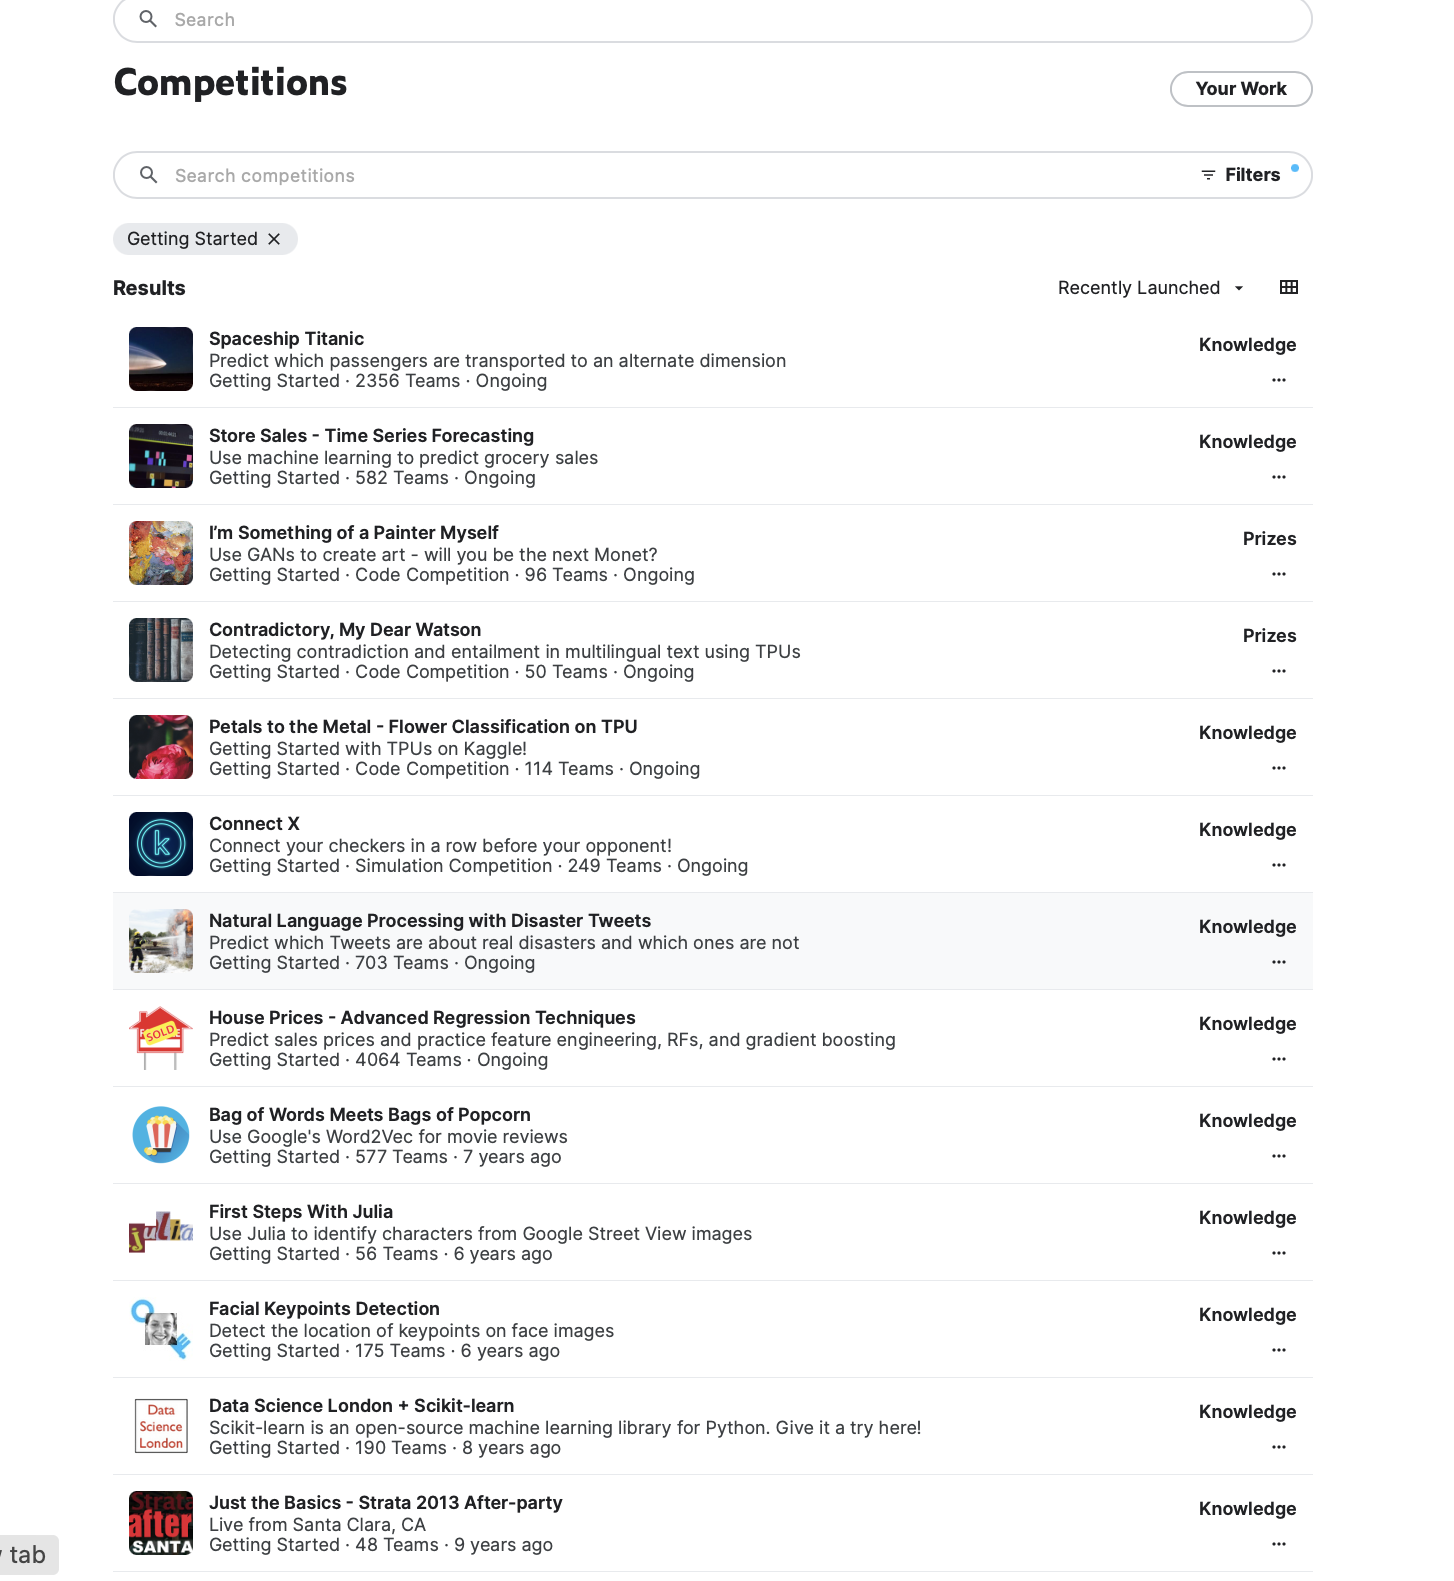 Search
Competitions
Your Work
Search competitions
Filters
Getting Started
Results
Recently Launched
Spaceship Titanic
Knowledge
Predict which passengers are transported to an alternate dimension
Getting Started · 2356 Teams · Ongoing
Store Sales - Time Series Forecasting
Knowledge
Use machine learning to predict grocery sales
Getting Started · 582 Teams · Ongoing
I’m Something of a Painter Myself
Prizes
Use GANs to create art - will you be the next Monet?
Getting Started · Code Competition · 96 Teams · Ongoing
Contradictory, My Dear Watson
Prizes
Detecting contradiction and entailment in multilingual text using TPUs
Getting Started · Code Competition · 50 Teams · Ongoing
Petals to the Metal - Flower Classification on TPU
Knowledge
Getting Started with TPUs on Kaggle!
Getting Started · Code Competition · 114 Teams · Ongoing
k
Connect X
Knowledge
Connect your checkers in a row before your opponent!
Getting Started · Simulation Competition · 249 Teams · Ongoing
Natural Language Processing with Disaster Tweets
Knowledge
Predict which Tweets are about real disasters and which ones are not
Getting Started · 703 Teams · Ongoing
SOLD
House Prices - Advanced Regression Techniques
Knowledge
Predict sales prices and practice feature engineering, RFs, and gradient boosting
Getting Started · 4064 Teams · Ongoing
Bag of Words Meets Bags of Popcorn
Knowledge
Use Google's Word2Vec for movie reviews
Getting Started · 577 Teams · 7 years ago
julia
First Steps With Julia
Knowledge
Use Julia to identify characters from Google Street View images
Getting Started · 56 Teams · 6 years ago
Facial Keypoints Detection
Knowledge
Detect the location of keypoints on face images
Getting Started · 175 Teams · 6 years ago
Data
Science
London
Data Science London + Scikit-learn
Knowledge
Scikit-learn is an open-source machine learning library for Python. Give it a try here!
Getting Started · 190 Teams · 8 years ago
Strata
after
SANTA
Just the Basics - Strata 2013 After-party
Knowledge
Live from Santa Clara, CA
Getting Started · 48 Teams · 9 years ago
tab